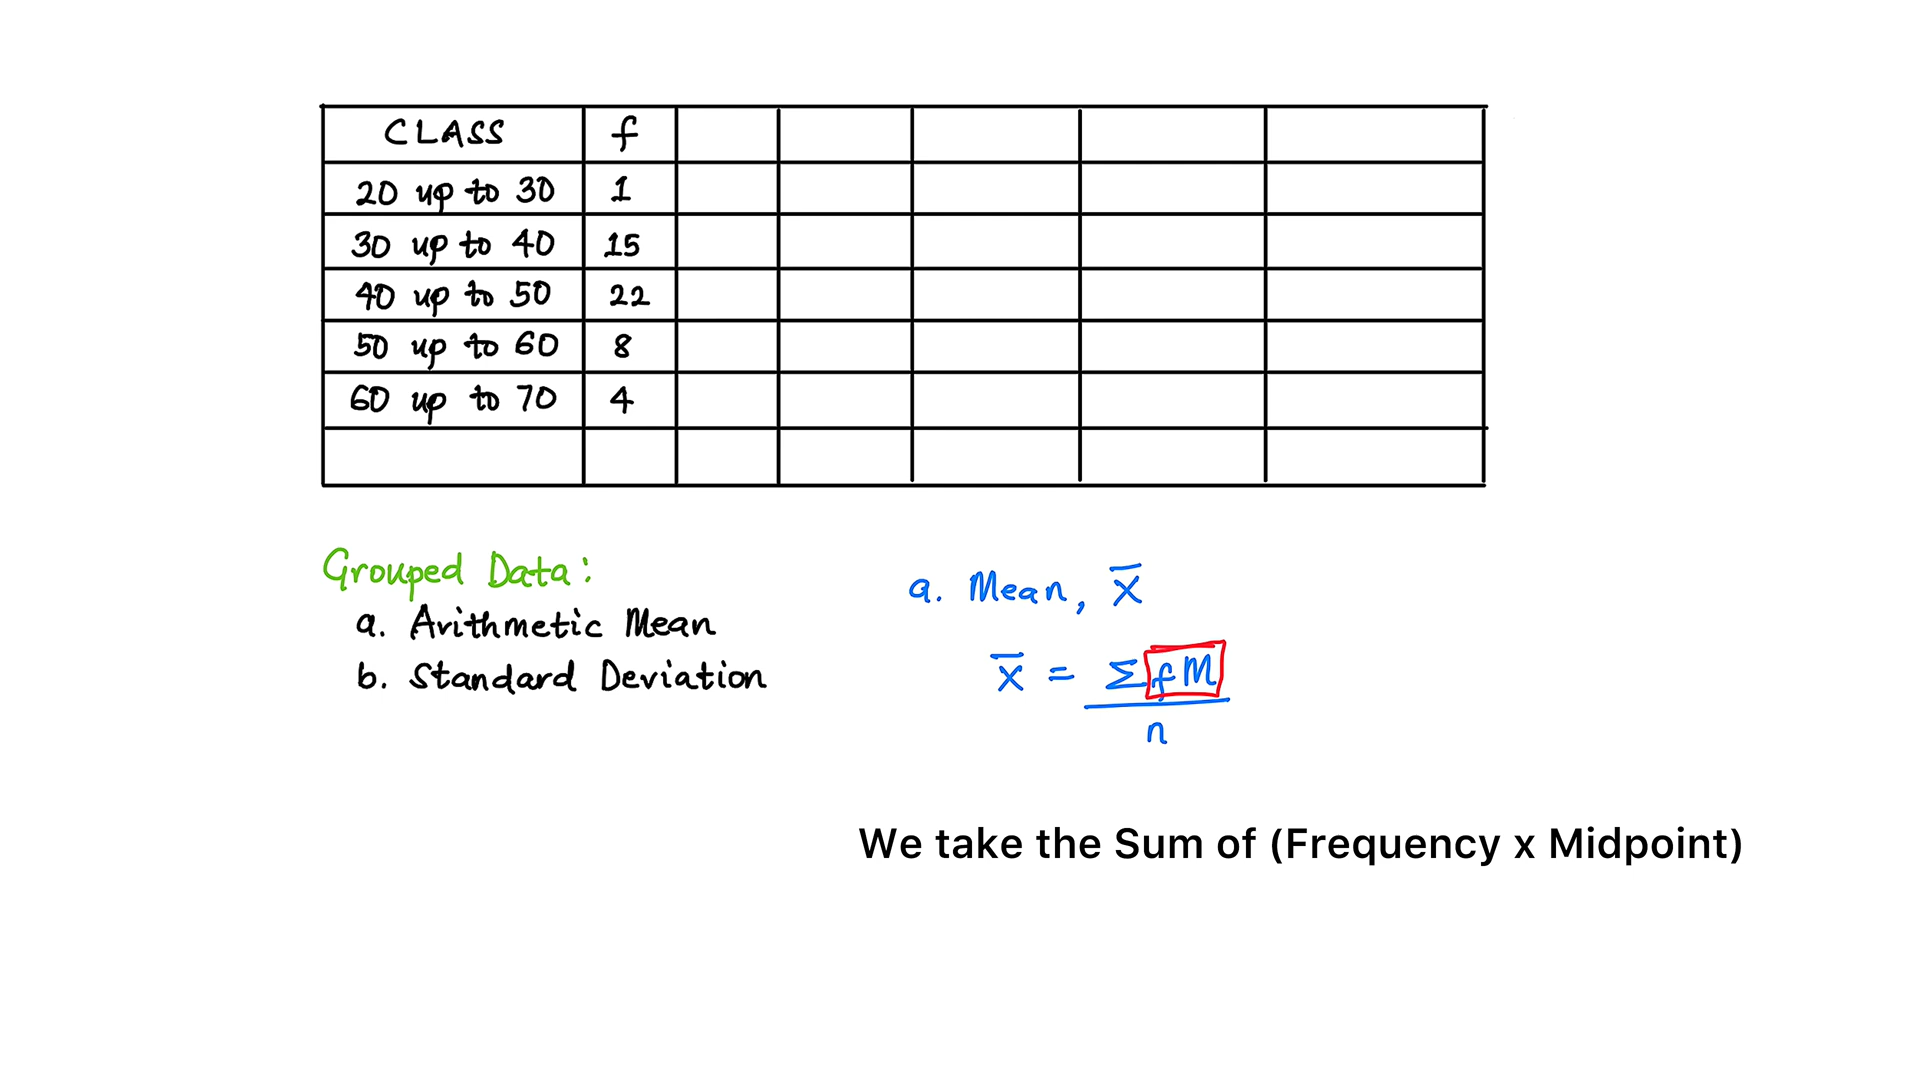 CLASS f
20 up to 30 1
30 up to 40 15
40 up to 50 22
50 up to 60 8
60 up to 70 4
Grouped Data:
a. Arithmetic Mean
b. Standard Deviation
a. Mean, x̅
x̅ = Σ f M
n
We take the Sum of (Frequency x Midpoint)